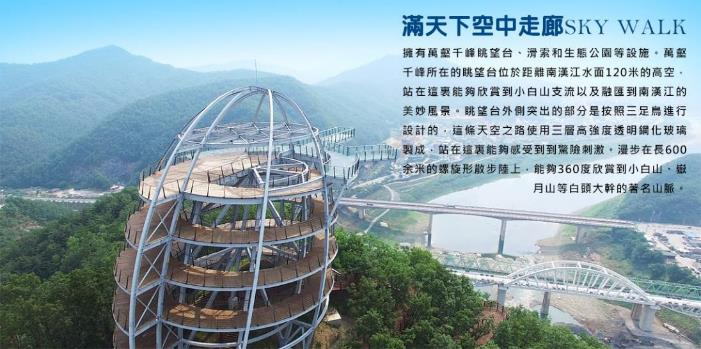 滿天下空中走廊SKY WALK
擁有萬壑千峰眺望台、滑索和生態公園等設施。萬壑
千峰所在的眺望台位於距離南漢江水面120米的高空，
站在這裏能夠欣賞到小白山支流以及融匯到南漢江的
美妙風景。眺望台外側突出的部分是按照三足鳥進行
設計的，這條天空之路使用三層高強度透明鋼化玻璃
製成，站在這裏能夠感受到到驚險刺激。漫步在長600
余米的螺旋形散步陸上，能夠360度欣賞到小白山、嶽
月山等白頭大幹的著名山脈。